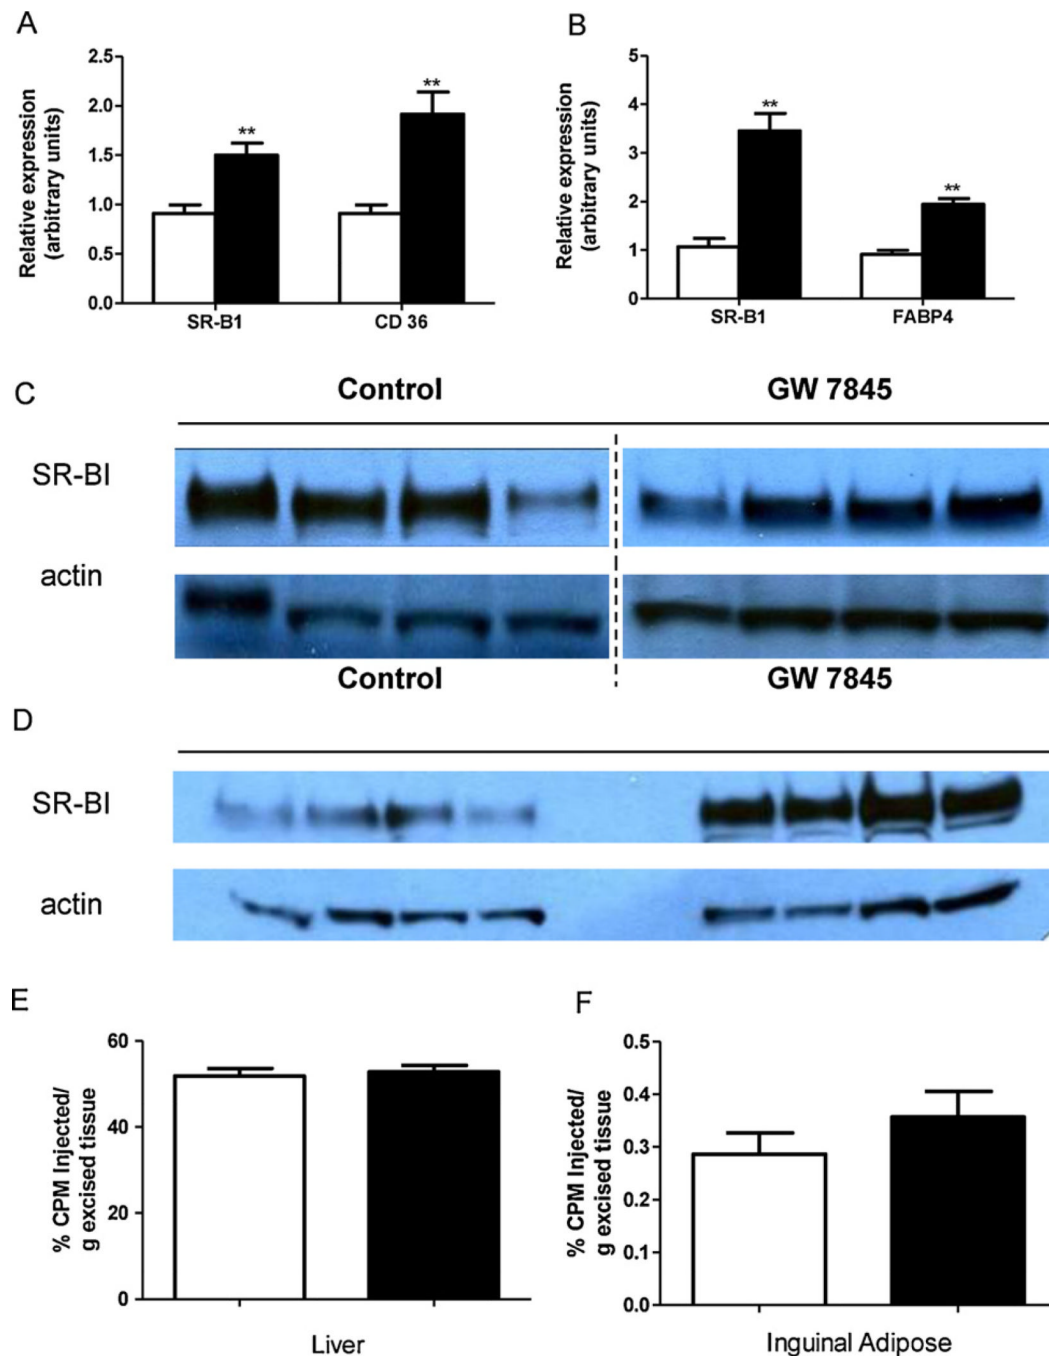 A
Relative expression
(arbitrary units)
2.5
2.0
1.5
1.0
0.5
0.0
**
**
SR-B1
CD 36
B
Relative expression
(arbitrary units)
5
4
3
2
1
0
**
**
SR-B1
FABP4
C
Control
GW 7845
SR-BI
actin
Control
GW 7845
D
SR-BI
actin
E
% CPM Injected/
g excised tissue
60
40
20
0
Liver
F
% CPM Injected/
g excised tissue
0.5
0.4
0.3
0.2
0.1
0.0
Inguinal Adipose